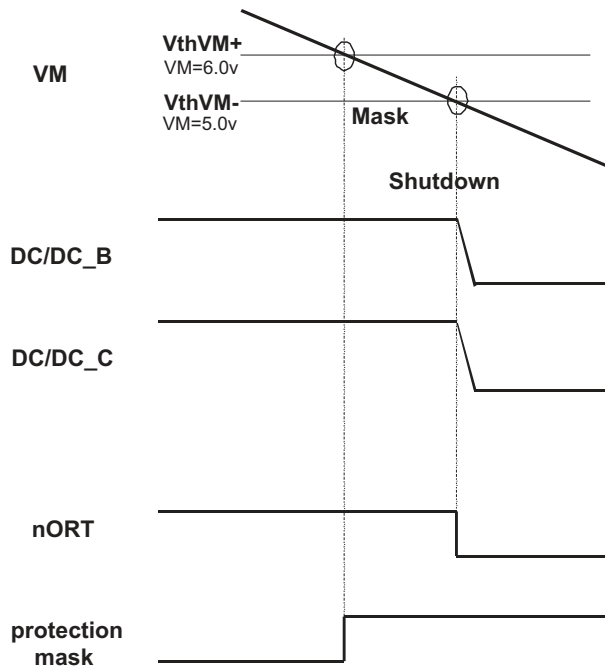 VthVM+
VM=6.0v
VM
VthVM-
VM=5.0v
Mask
Shutdown
DC/DC_B
DC/DC_C
nORT
protection
mask